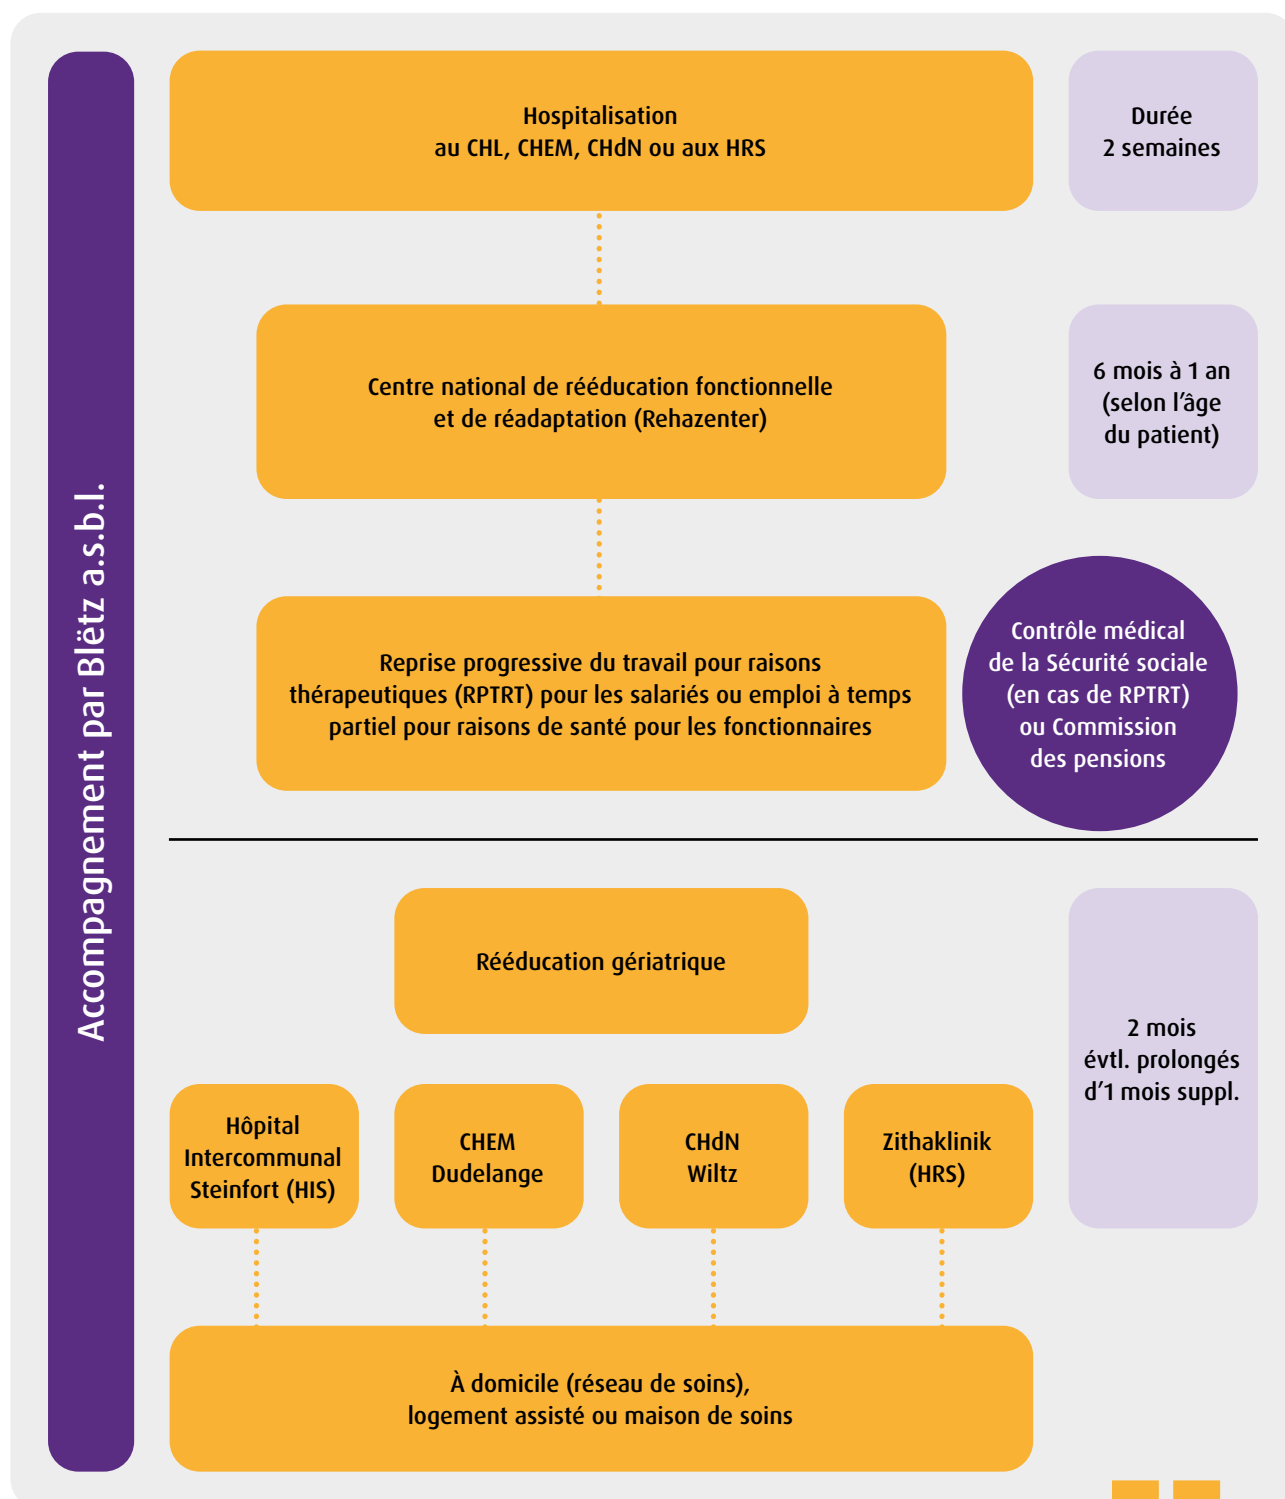 Accompagnement par Blëtz a.s.b.l.
Hospitalisation
au CHL, CHEM, CHdN ou aux HRS
Durée
2 semaines
Centre national de rééducation fonctionnelle
et de réadaptation (Rehazenter)
6 mois à 1 an
(selon l’âge
du patient)
Reprise progressive du travail pour raisons
thérapeutiques (RPTRT) pour les salariés ou emploi à temps
partiel pour raisons de santé pour les fonctionnaires
Contrôle médical
de la Sécurité sociale
(en cas de RPTRT)
ou Commission
des pensions
Rééducation gériatrique
2 mois
évtl. prolongés
d’1 mois suppl.
Hôpital
Intercommunal
Steinfort (HIS)
CHEM
Dudelange
CHdN
Wiltz
Zithaklinik
(HRS)
À domicile (réseau de soins),
logement assisté ou maison de soins